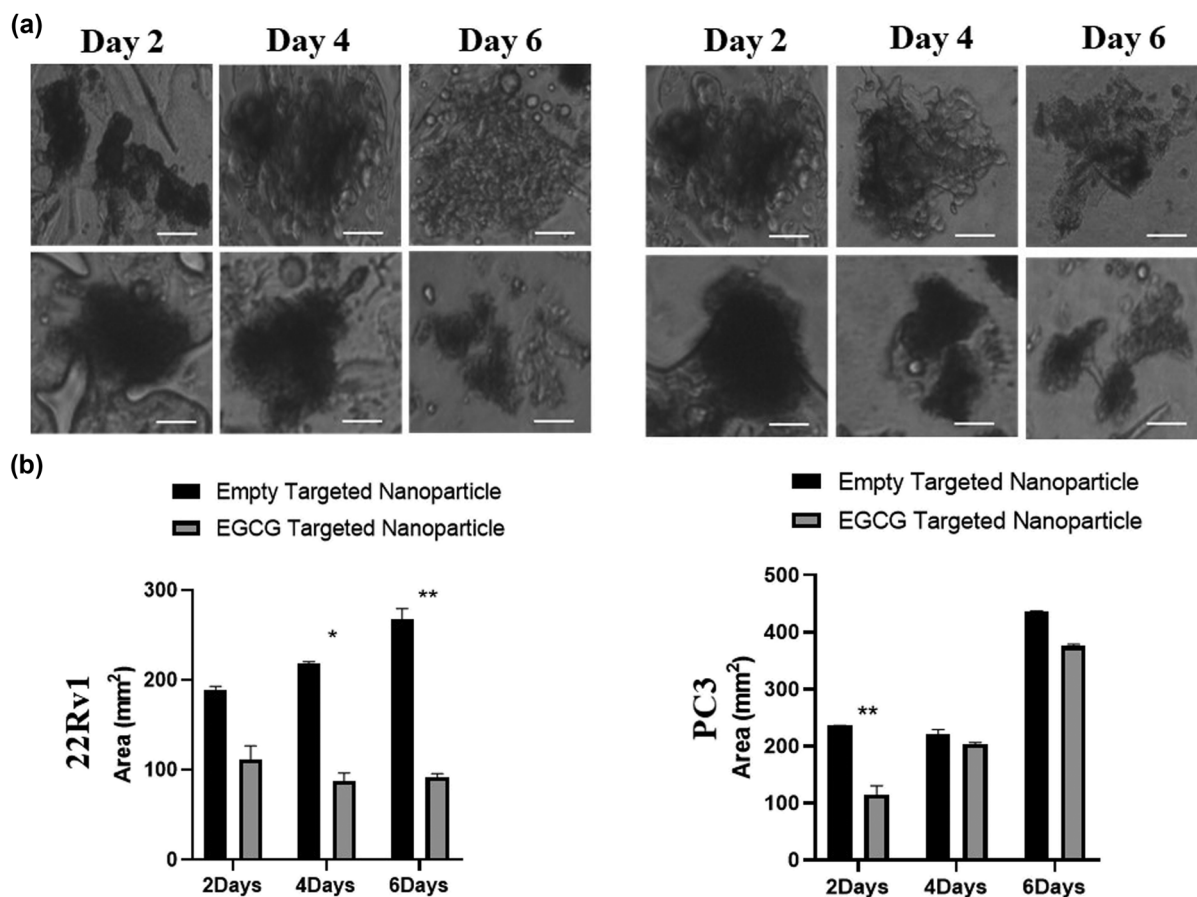 (a)
Day 2 Day 4 Day 6
Day 2 Day 4 Day 6
(b)
Empty Targeted Nanoparticle
EGCG Targeted Nanoparticle
22Rv1
Area (mm²)
300
200
100
0
**
*
2Days 4Days 6Days
Empty Targeted Nanoparticle
EGCG Targeted Nanoparticle
PC3
Area (mm²)
500
400
300
200
100
0
**
2Days 4Days 6Days